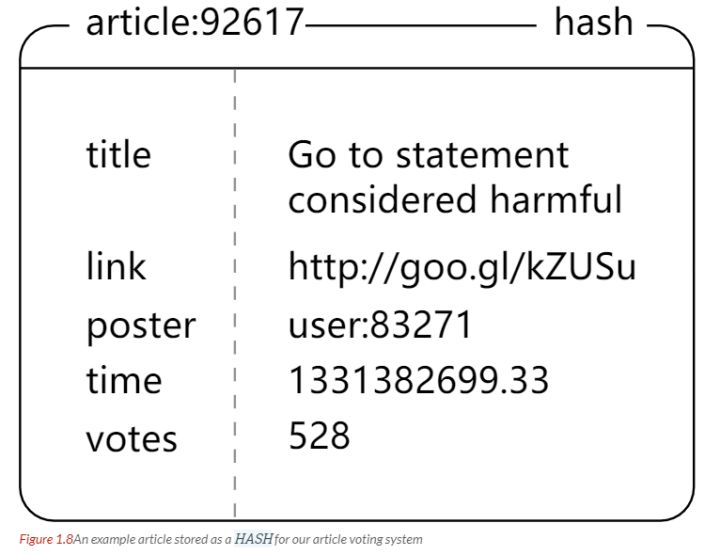 article:92617 hash
title Go to statement
considered harmful
link http://goo.gl/kZUSu
poster user:83271
time 1331382699.33
votes 528
Figure 1.8An example article stored as a HASH for our article voting system